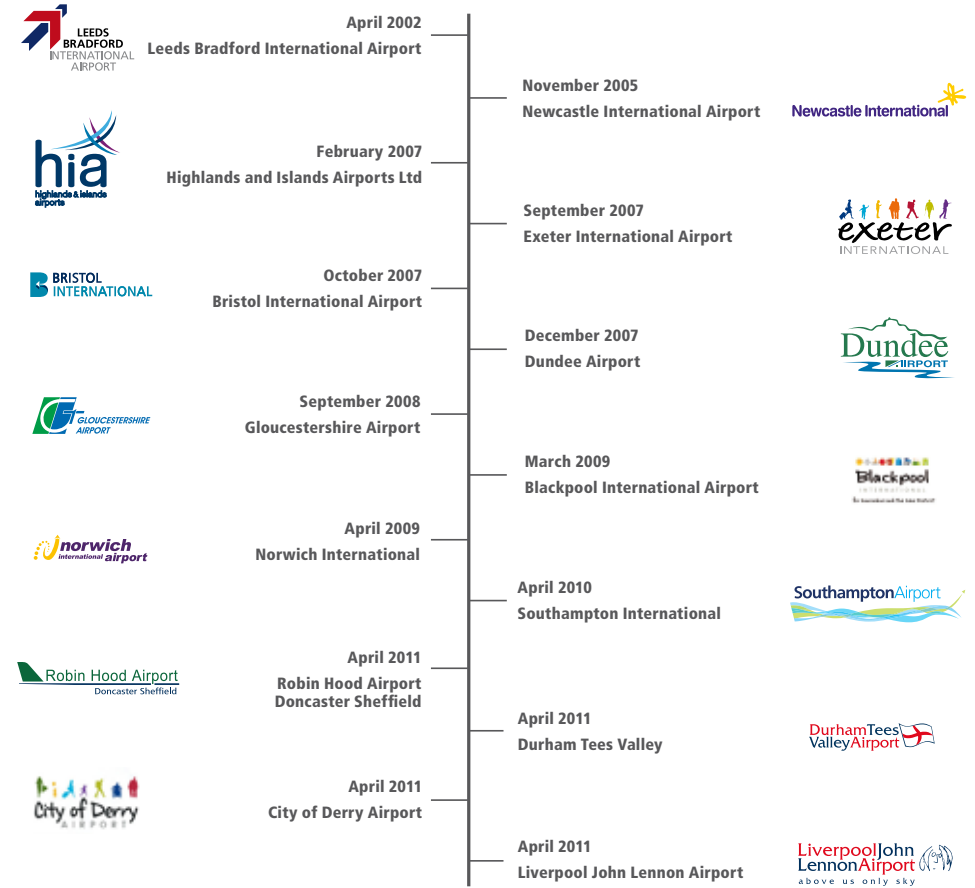 LEEDS
BRADFORD
INTERNATIONAL
AIRPORT
April 2002
Leeds Bradford International Airport
November 2005
Newcastle International Airport
Newcastle International
hia
highlands & islands
airports
February 2007
Highlands and Islands Airports Ltd
September 2007
Exeter International Airport
exeter
INTERNATIONAL
BRISTOL
INTERNATIONAL
October 2007
Bristol International Airport
December 2007
Dundee Airport
Dundee
AIRPORT
GLOUCESTERSHIRE
AIRPORT
September 2008
Gloucestershire Airport
March 2009
Blackpool International Airport
Blackpool
INTERNATIONAL
norwich
international airport
April 2009
Norwich International
April 2010
Southampton International
SouthamptonAirport
Robin Hood Airport
Doncaster Sheffield
April 2011
Robin Hood Airport
Doncaster Sheffield
April 2011
Durham Tees Valley
DurhamTees
ValleyAirport
City of Derry
AIRPORT
April 2011
City of Derry Airport
April 2011
Liverpool John Lennon Airport
LiverpoolJohn
LennonAirport
above us only sky